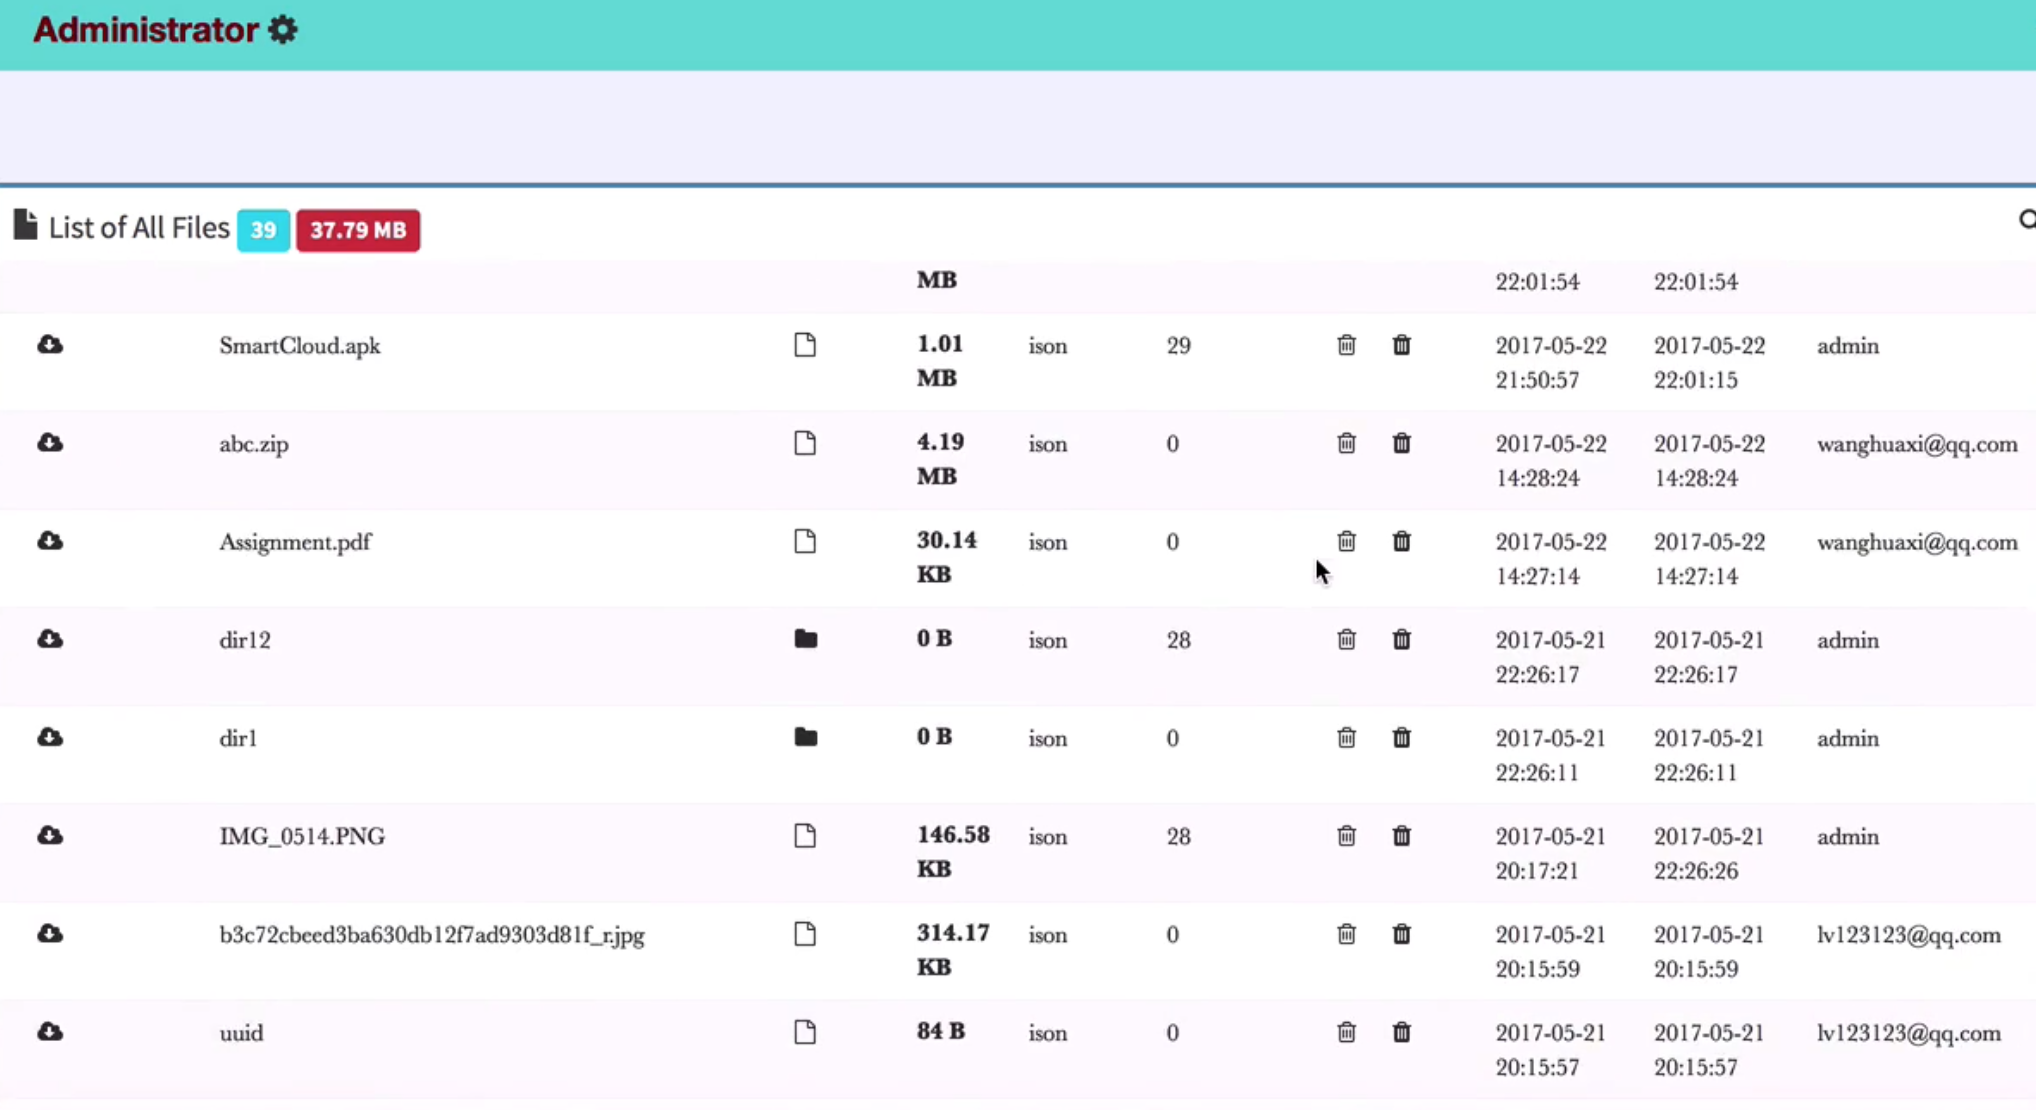 Administrator
List of All Files 39 37.79 MB
MB 22:01:54 22:01:54
SmartCloud.apk 1.01 ison 29 2017-05-22 2017-05-22 admin
MB 21:50:57 22:01:15
abc.zip 4.19 ison 0 2017-05-22 2017-05-22 wanghuaxi@qq.com
MB 14:28:24 14:28:24
Assignment.pdf 30.14 ison 0 2017-05-22 2017-05-22 wanghuaxi@qq.com
KB 14:27:14 14:27:14
dir12 0 B ison 28 2017-05-21 2017-05-21 admin
22:26:17 22:26:17
dir1 0 B ison 0 2017-05-21 2017-05-21 admin
22:26:11 22:26:11
IMG_0514.PNG 146.58 ison 28 2017-05-21 2017-05-21 admin
KB 20:17:21 22:26:26
b3c72cbeed3ba630db12f7ad9303d81f_r.jpg 314.17 ison 0 2017-05-21 2017-05-21 lv123123@qq.com
KB 20:15:59 20:15:59
uuid 84 B ison 0 2017-05-21 2017-05-21 lv123123@qq.com
20:15:57 20:15:57